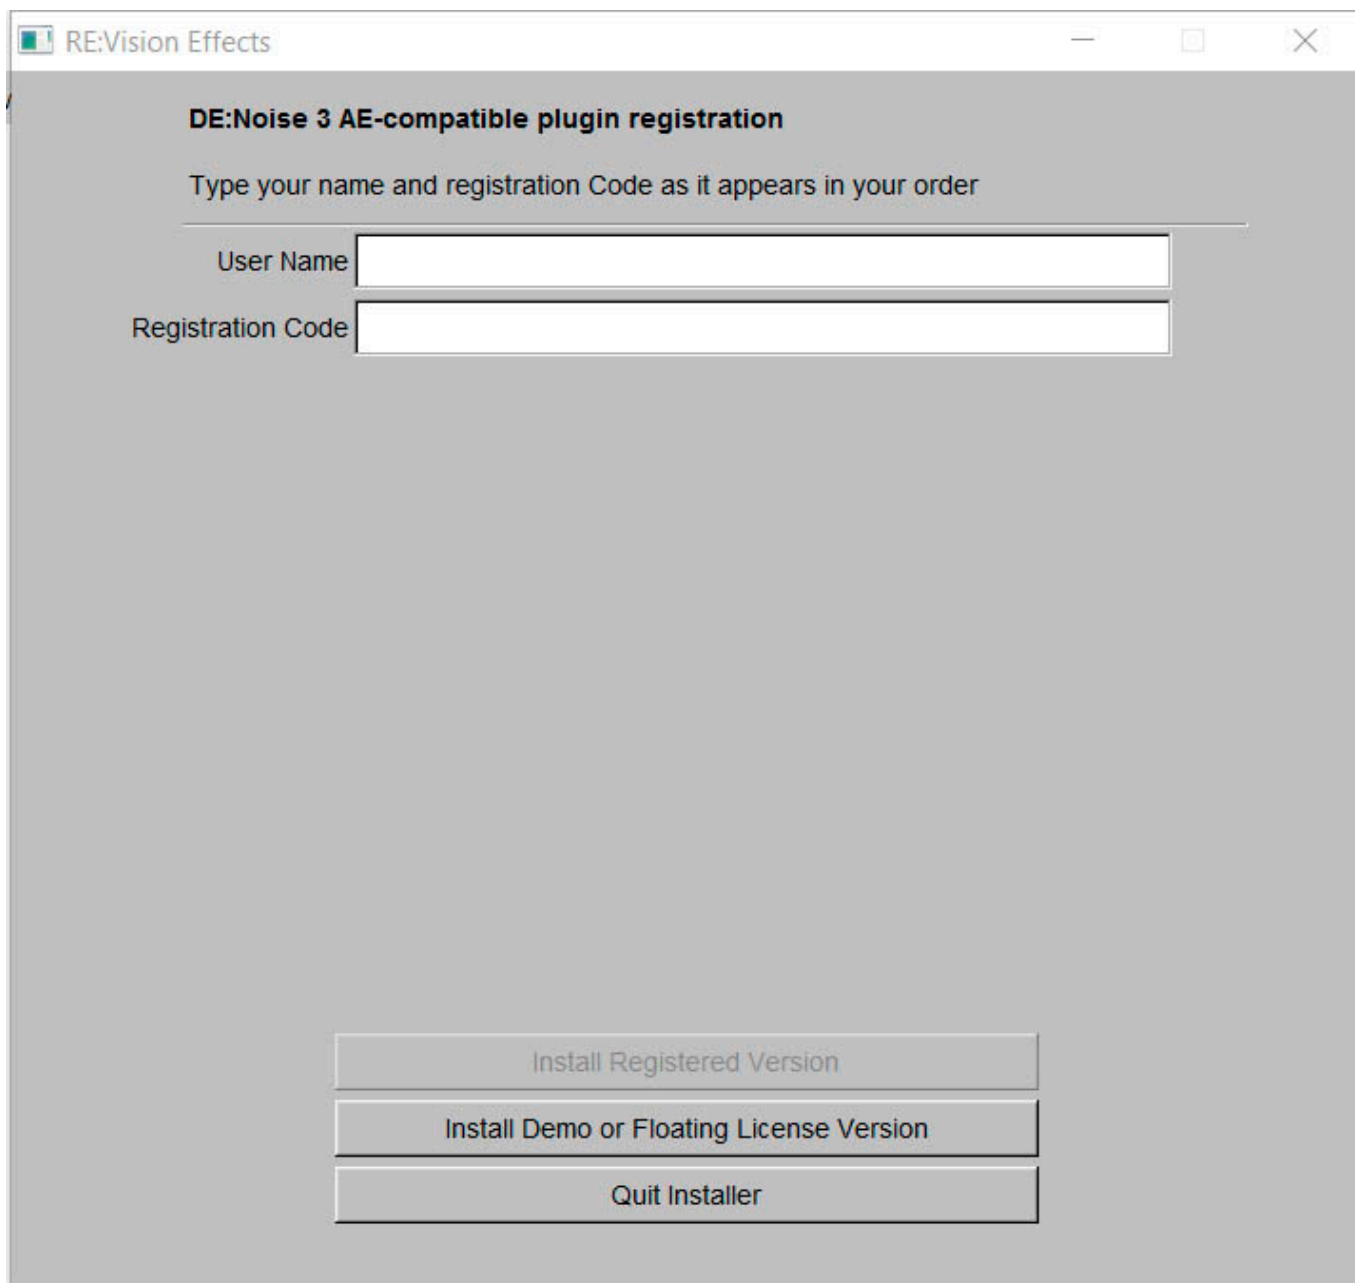 RE:Vision Effects
DE:Noise 3 AE-compatible plugin registration
Type your name and registration Code as it appears in your order
User Name
Registration Code
Install Registered Version
Install Demo or Floating License Version
Quit Installer